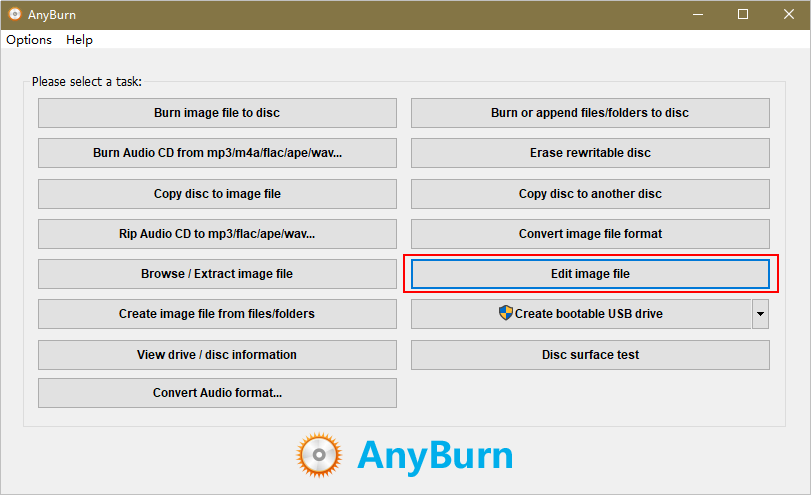 AnyBurn
Options Help
Please select a task:
Burn image file to disc
Burn or append files/folders to disc
Burn Audio CD from mp3/m4a/flac/ape/wav...
Erase rewritable disc
Copy disc to image file
Copy disc to another disc
Rip Audio CD to mp3/flac/ape/wav...
Convert image file format
Browse / Extract image file
Edit image file
Create image file from files/folders
Create bootable USB drive
View drive / disc information
Disc surface test
Convert Audio format...
AnyBurn